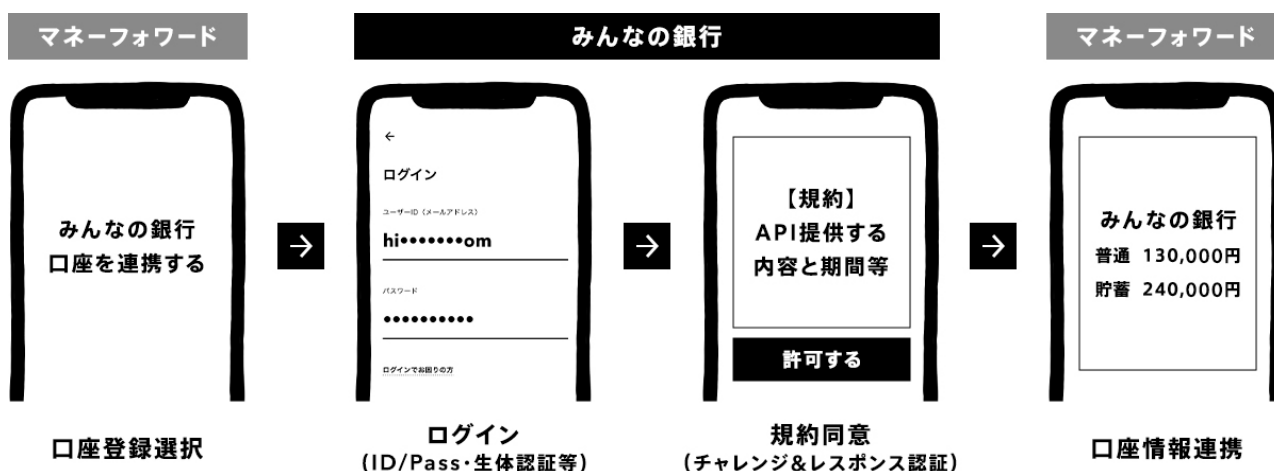 マネーフォワード
みんなの銀行
マネーフォワード
みんなの銀行
口座を連携する
→
←
ログイン
ユーザーID（メールアドレス）
hi•••••••om
パスワード
••••••••••
ログインでお困りの方
→
【規約】
API提供する
内容と期間等
許可する
→
みんなの銀行
普通 130,000円
貯蓄 240,000円
口座登録選択
ログイン
(ID/Pass・生体認証等)
規約同意
(チャレンジ&レスポンス認証)
口座情報連携